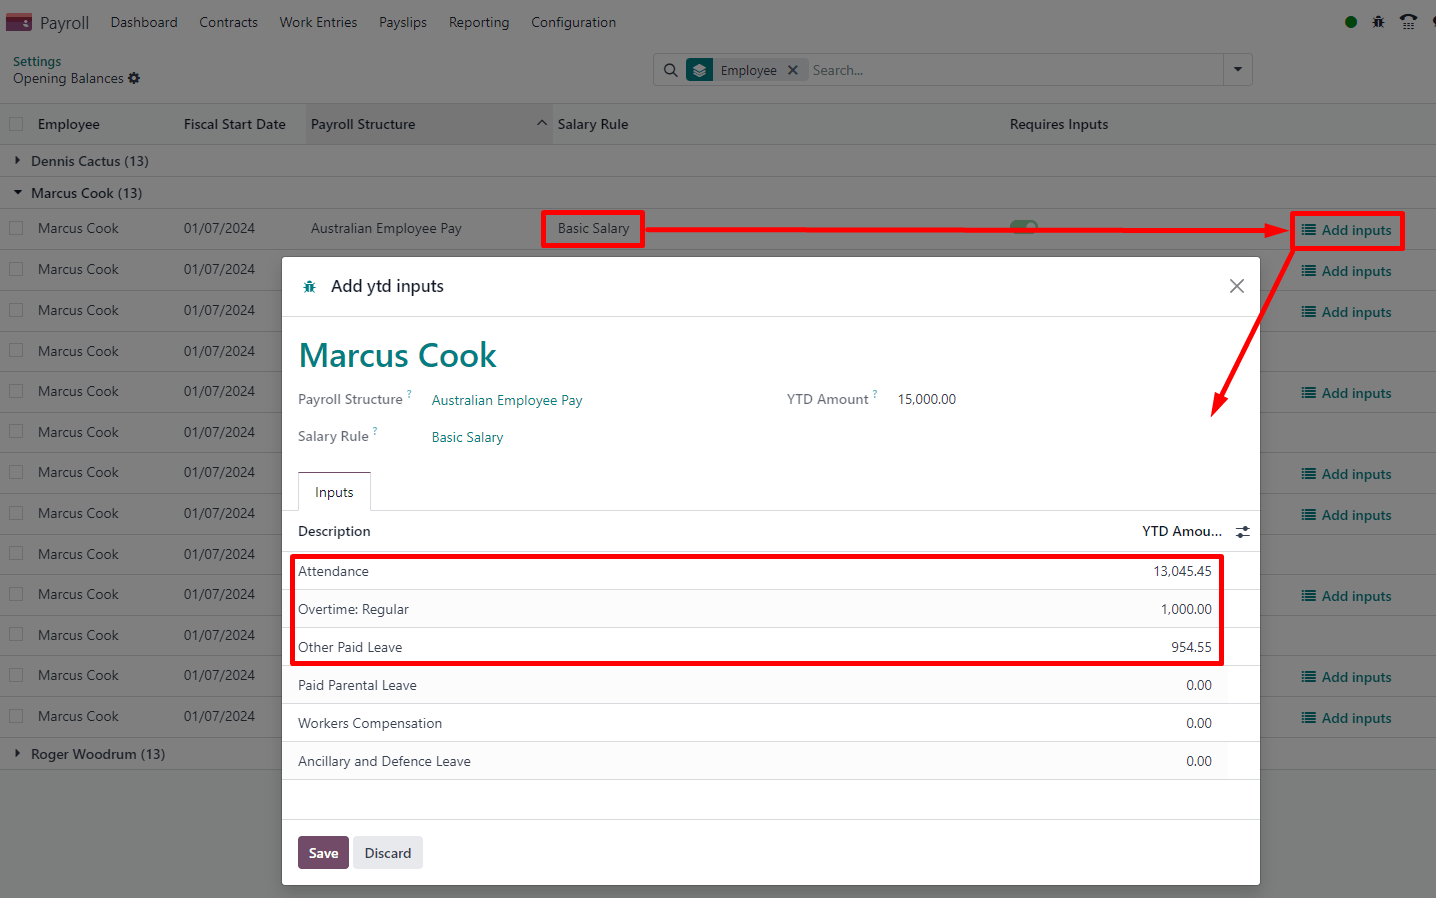 Payroll Dashboard Contracts Work Entries Payslips Reporting Configuration
Settings
Opening Balances
Employee Search...
Employee Fiscal Start Date Payroll Structure Salary Rule Requires Inputs
Dennis Cactus (13)
Marcus Cook (13)
Marcus Cook 01/07/2024 Australian Employee Pay Basic Salary Add inputs
Marcus Cook 01/07/2024 Add inputs
Marcus Cook 01/07/2024 Add inputs
Marcus Cook 01/07/2024
Marcus Cook 01/07/2024 Add inputs
Marcus Cook 01/07/2024
Marcus Cook 01/07/2024 Add inputs
Marcus Cook 01/07/2024 Add inputs
Marcus Cook 01/07/2024
Marcus Cook 01/07/2024 Add inputs
Marcus Cook 01/07/2024
Marcus Cook 01/07/2024 Add inputs
Marcus Cook 01/07/2024 Add inputs
Roger Woodrum (13)
Add ytd inputs
Marcus Cook
Payroll Structure ? Australian Employee Pay YTD Amount ? 15,000.00
Salary Rule ? Basic Salary
Inputs
Description YTD Amou...
Attendance 13,045.45
Overtime: Regular 1,000.00
Other Paid Leave 954.55
Paid Parental Leave 0.00
Workers Compensation 0.00
Ancillary and Defence Leave 0.00
Save Discard